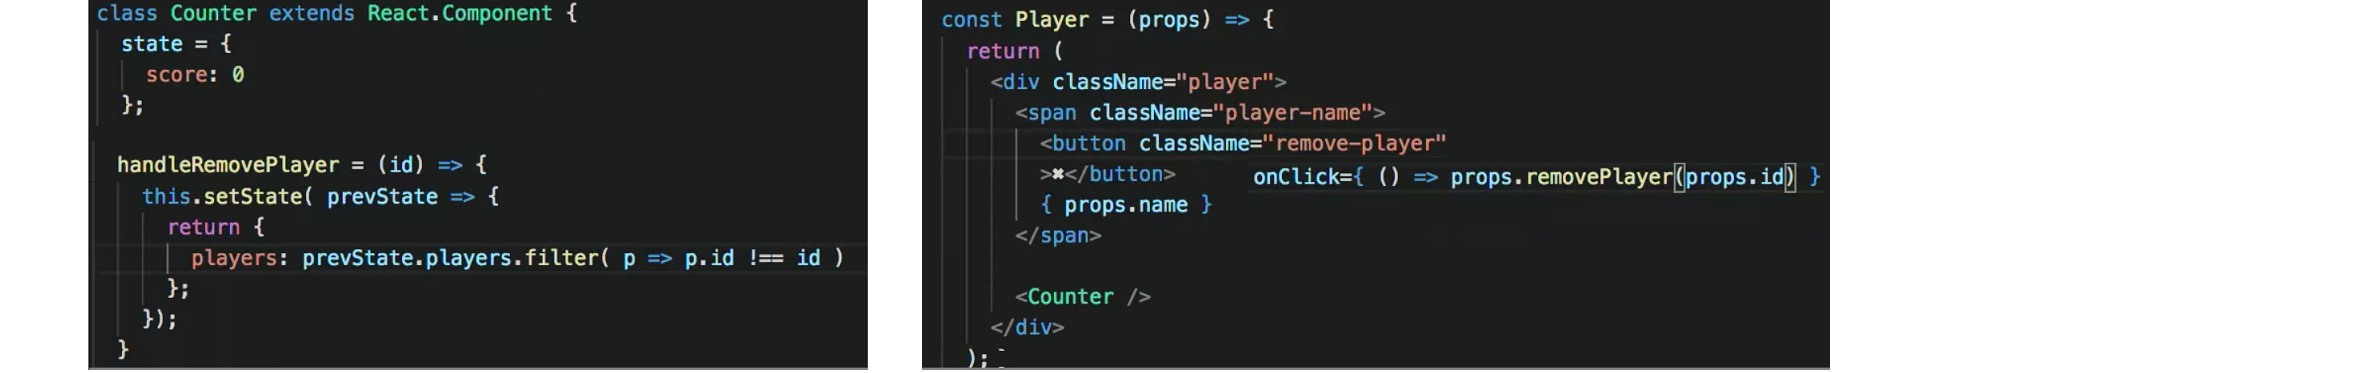 class Counter extends React.Component {
state = {
score: 0
};
handleRemovePlayer = (id) => {
this.setState( prevState => {
return {
players: prevState.players.filter( p => p.id !== id )
};
});
}
const Player = (props) => {
return (
<div className="player">
<span className="player-name">
<button className="remove-player"
>✖</button>
onClick={ () => props.removePlayer(props.id) }
{ props.name }
</span>
<Counter />
</div>
);